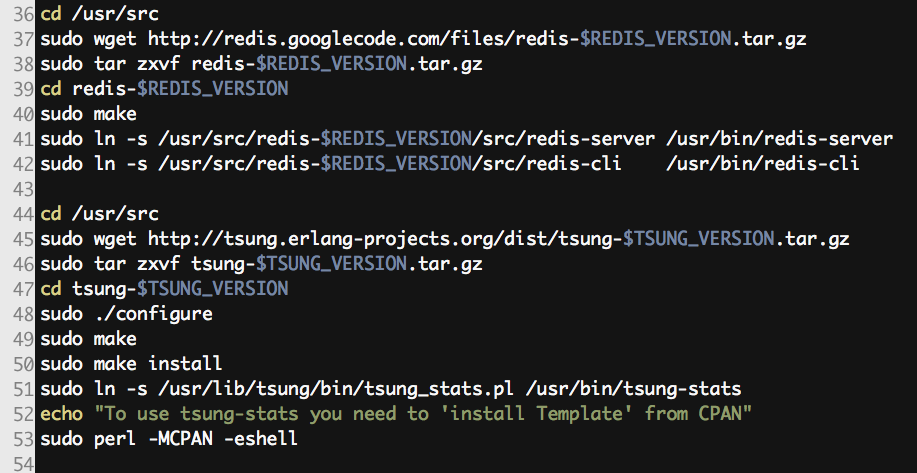 36 cd /usr/src
37 sudo wget http://redis.googlecode.com/files/redis-$REDIS_VERSION.tar.gz
38 sudo tar zxvf redis-$REDIS_VERSION.tar.gz
39 cd redis-$REDIS_VERSION
40 sudo make
41 sudo ln -s /usr/src/redis-$REDIS_VERSION/src/redis-server /usr/bin/redis-server
42 sudo ln -s /usr/src/redis-$REDIS_VERSION/src/redis-cli    /usr/bin/redis-cli
43
44 cd /usr/src
45 sudo wget http://tsung.erlang-projects.org/dist/tsung-$TSUNG_VERSION.tar.gz
46 sudo tar zxvf tsung-$TSUNG_VERSION.tar.gz
47 cd tsung-$TSUNG_VERSION
48 sudo ./configure
49 sudo make
50 sudo make install
51 sudo ln -s /usr/lib/tsung/bin/tsung_stats.pl /usr/bin/tsung-stats
52 echo "To use tsung-stats you need to 'install Template' from CPAN"
53 sudo perl -MCPAN -eshell
54